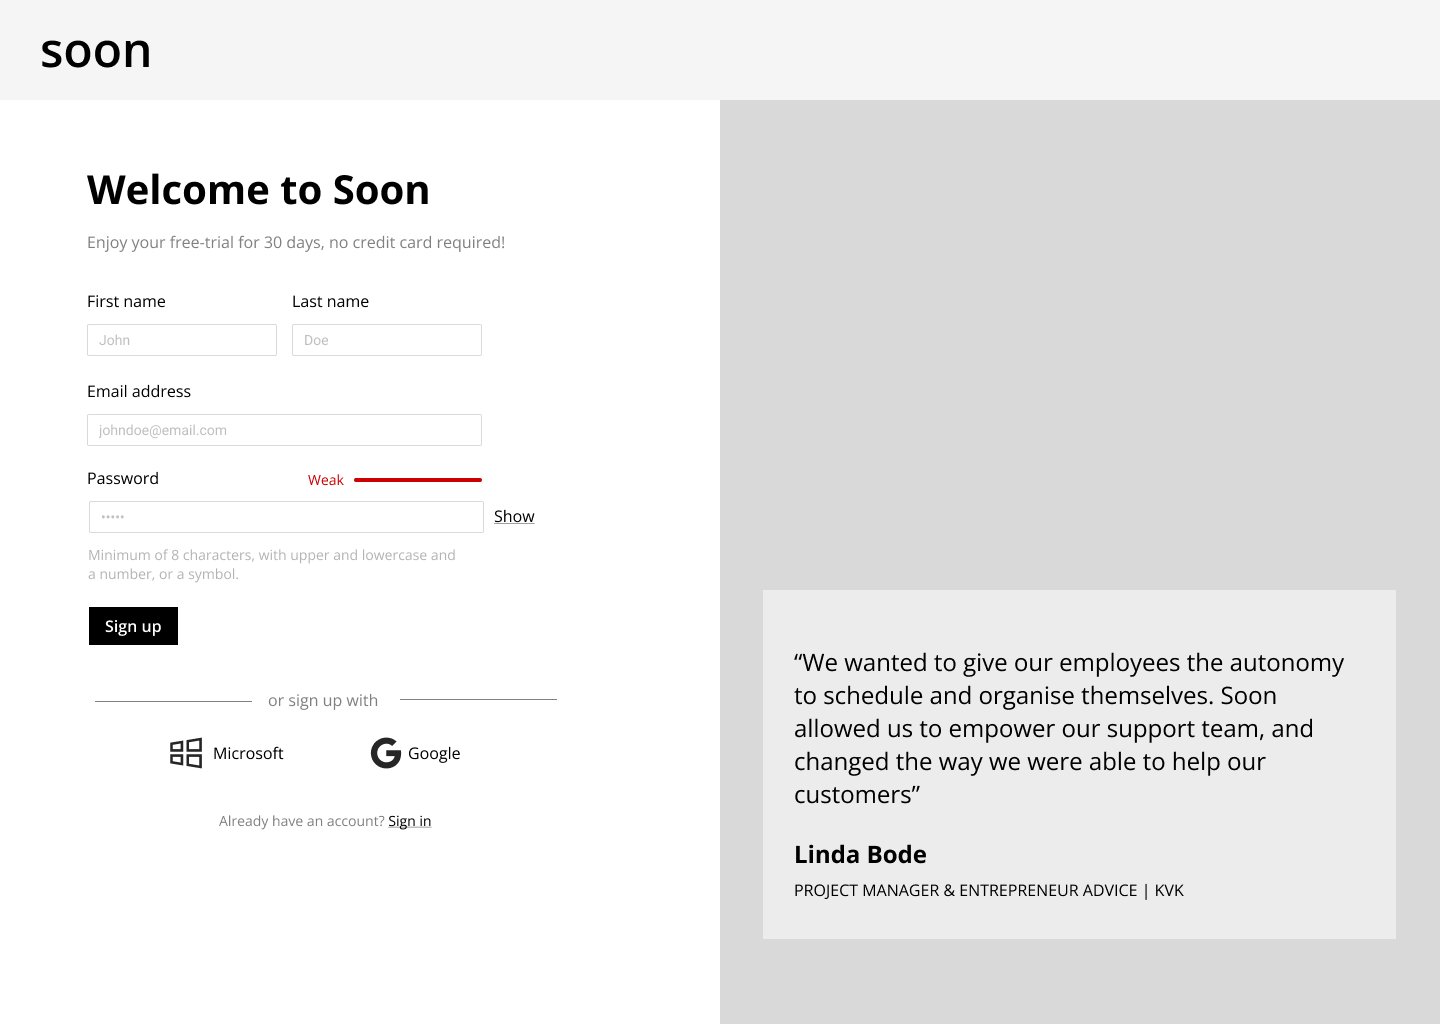 soon
Welcome to Soon
Enjoy your free-trial for 30 days, no credit card required!
First name
Last name
John
Doe
Email address
johndoe@email.com
Password
Weak
•••••
Show
Minimum of 8 characters, with upper and lowercase and
a number, or a symbol.
Sign up
or sign up with
Microsoft
Google
Already have an account? Sign in
“We wanted to give our employees the autonomy
to schedule and organise themselves. Soon
allowed us to empower our support team, and
changed the way we were able to help our
customers”
Linda Bode
PROJECT MANAGER & ENTREPRENEUR ADVICE | KVK